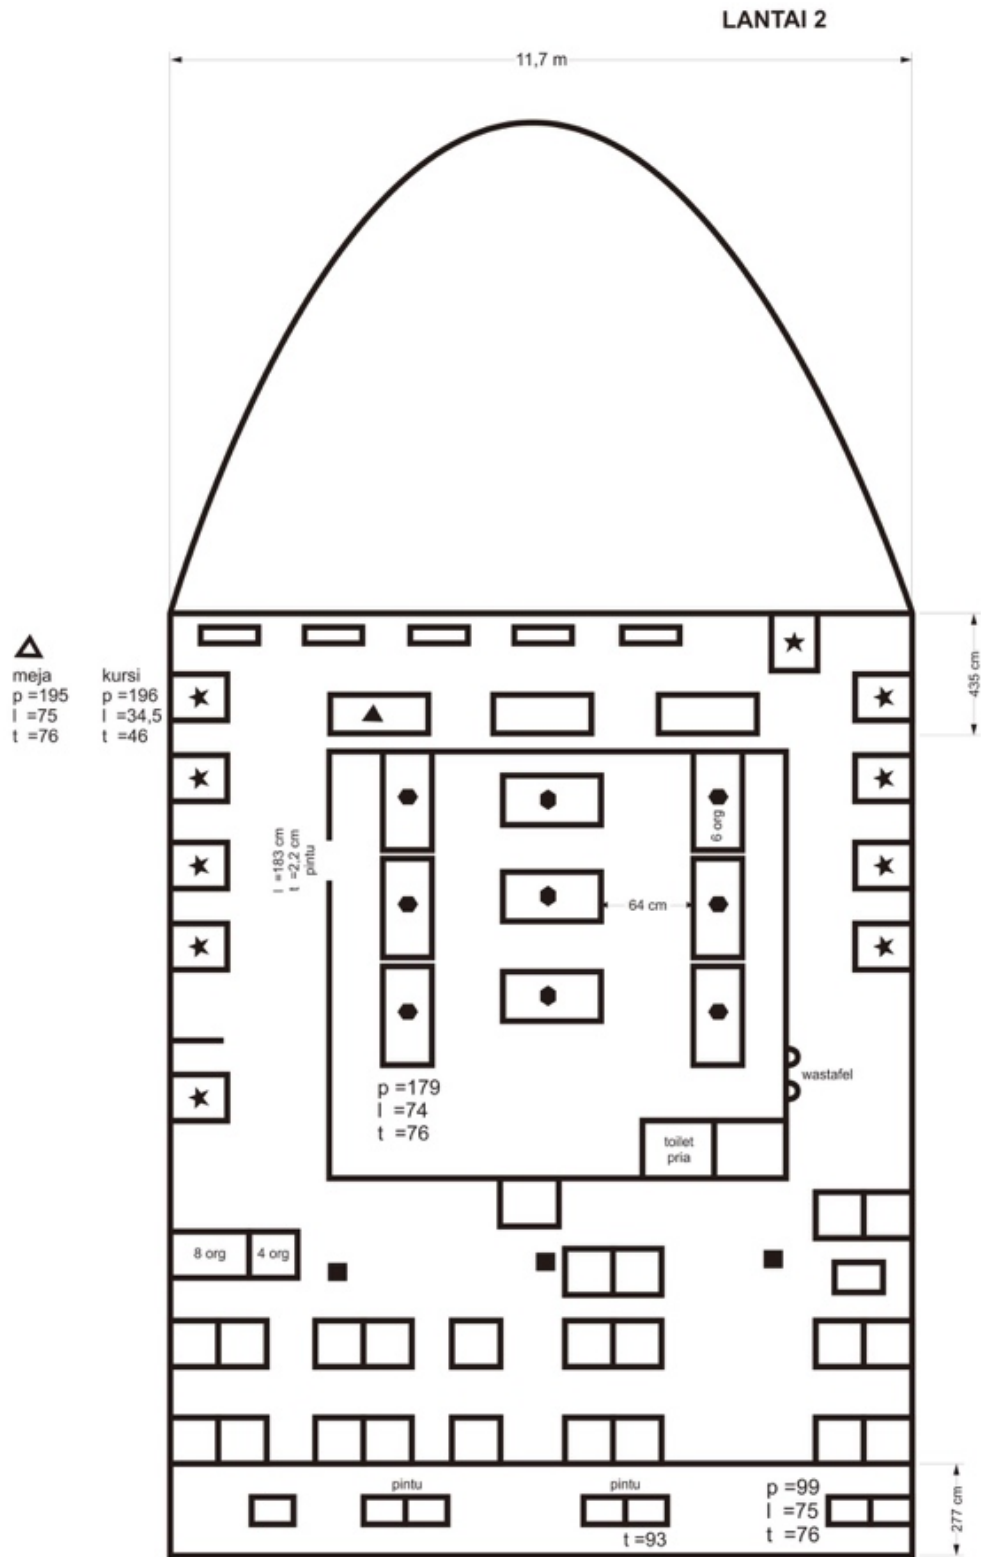 LANTAI 2
11,7 m
435 cm
meja
p =195
l =75
t =76
kursi
p =196
l =34,5
t =46
l =183 cm
t =2,2 cm
pintu
6 org
64 cm
p =179
l =74
t =76
wastafel
toilet
pria
8 org
4 org
pintu
pintu
t =93
p =99
l =75
t =76
277 cm